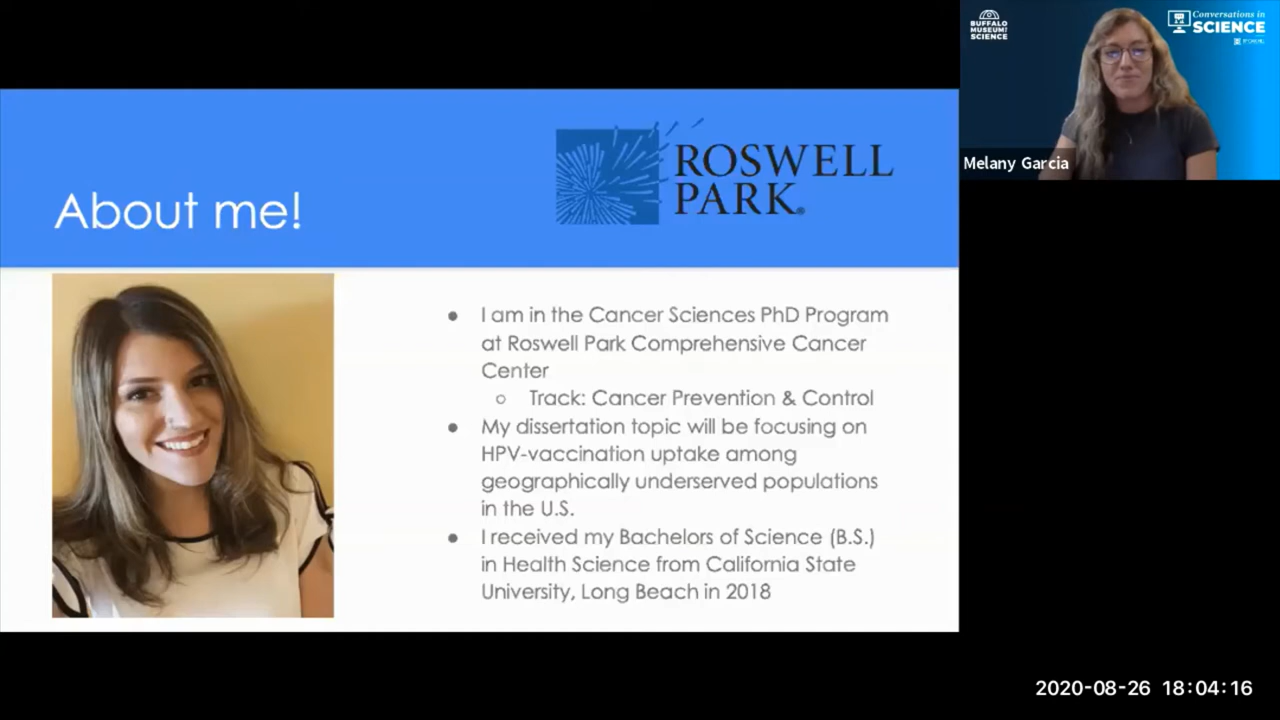 BUFFALO
MUSEUM OF
SCIENCE
Conversations in
SCIENCE
Melany Garcia
ROSWELL
PARK®
About me!
● I am in the Cancer Sciences PhD Program
at Roswell Park Comprehensive Cancer
Center
○ Track: Cancer Prevention & Control
● My dissertation topic will be focusing on
HPV-vaccination uptake among
geographically underserved populations
in the U.S.
● I received my Bachelors of Science (B.S.)
in Health Science from California State
University, Long Beach in 2018
2020-08-26 18:04:16